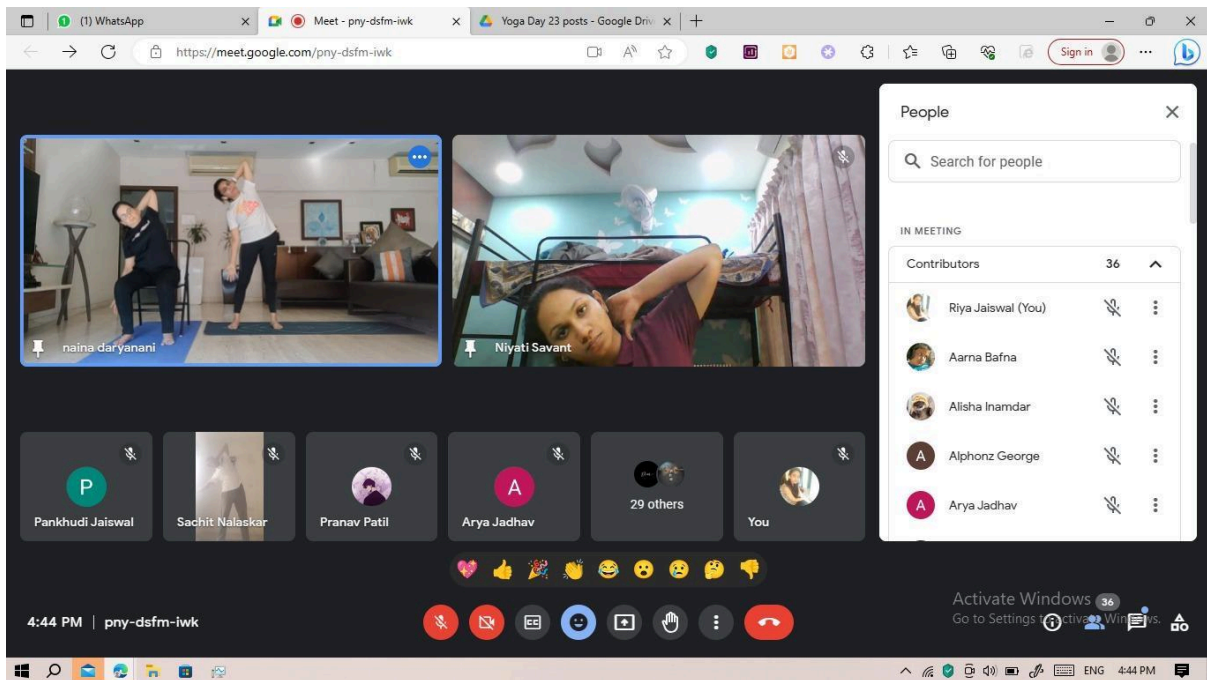 (1) WhatsApp
Meet - pny-dsfm-iwk
Yoga Day 23 posts - Google Driv
https://meet.google.com/pny-dsfm-iwk
Sign in
People
Search for people
IN MEETING
Contributors 36
Riya Jaiswal (You)
Aarna Bafna
Alisha Inamdar
A Alphonz George
A Arya Jadhav
naina daryanani
Niyati Savant
P
Pankhudi Jaiswal
Sachit Nalaskar
Pranav Patil
A
Arya Jadhav
29 others
You
4:44 PM | pny-dsfm-iwk
CC
Activate Windows
36
Go to Settings to activate Windows.
ENG 4:44 PM